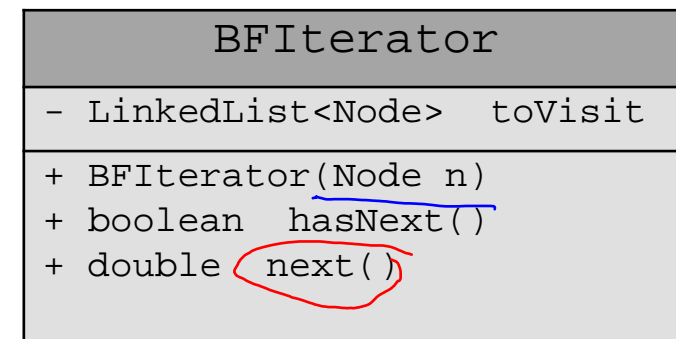 BFIterator
- LinkedList<Node> toVisit
+ BFIterator(Node n)
+ boolean hasNext()
+ double next()